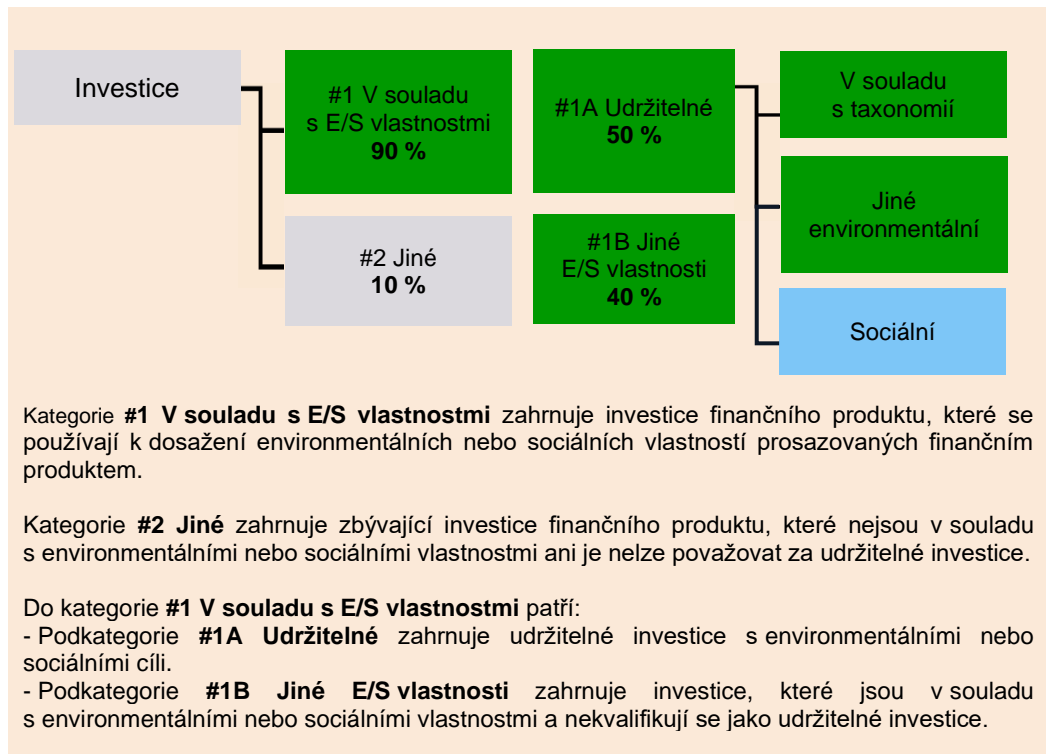 Investice
#1 V souladu
s E/S vlastnostmi
90 %
#2 Jiné
10 %
#1A Udržitelné
50 %
#1B Jiné
E/S vlastnosti
40 %
V souladu
s taxonomií
Jiné
environmentální
Sociální
Kategorie #1 V souladu s E/S vlastnostmi zahrnuje investice finančního produktu, které se
používají k dosažení environmentálních nebo sociálních vlastností prosazovaných finančním
produktem.
Kategorie #2 Jiné zahrnuje zbývající investice finančního produktu, které nejsou v souladu
s environmentálními nebo sociálními vlastnostmi ani je nelze považovat za udržitelné investice.
Do kategorie #1 V souladu s E/S vlastnostmi patří:
- Podkategorie #1A Udržitelné zahrnuje udržitelné investice s environmentálními nebo
sociálními cíli.
- Podkategorie #1B Jiné E/S vlastnosti zahrnuje investice, které jsou v souladu
s environmentálními nebo sociálními vlastnostmi a nekvalifikují se jako udržitelné investice.